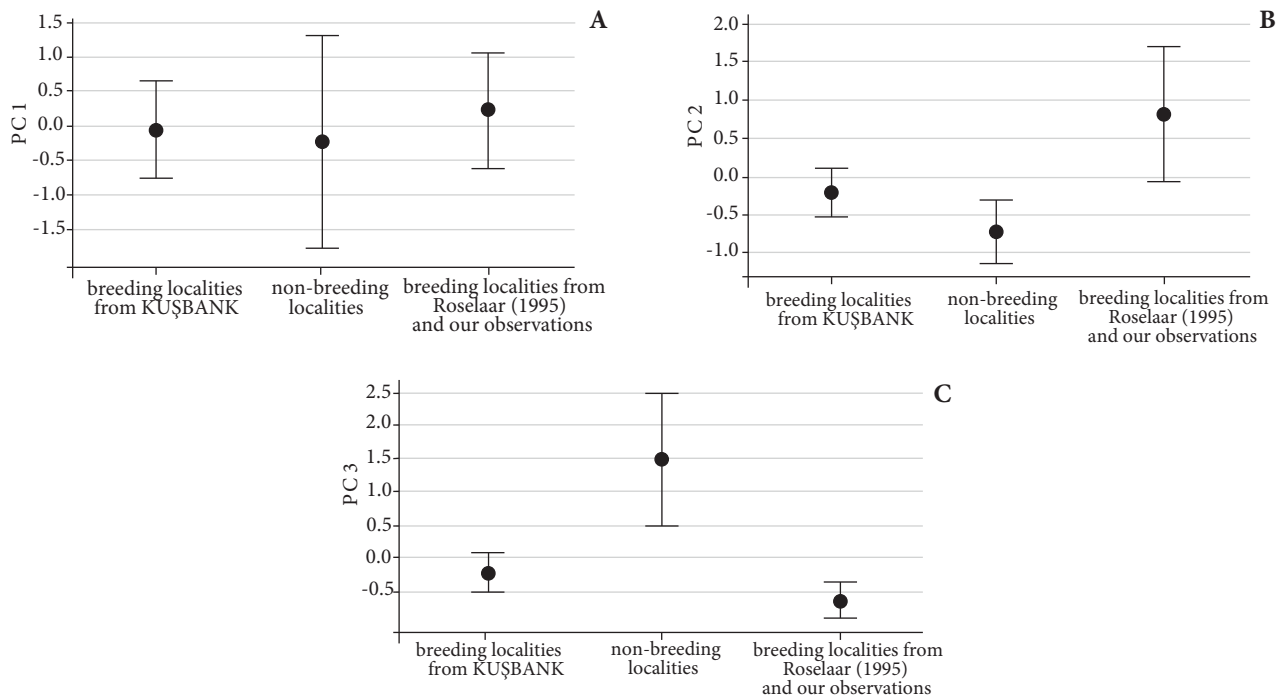 A
PC 1
1.5
1.0
0.5
0.0
-0.5
-1.0
-1.5
breeding localities
from KUŞBANK
non-breeding
localities
breeding localities from
Roselaar (1995)
and our observations
B
PC 2
2.0
1.5
1.0
0.5
0.0
-0.5
-1.0
breeding localities
from KUŞBANK
non-breeding
localities
breeding localities from
Roselaar (1995)
and our observations
C
PC 3
2.5
2.0
1.5
1.0
0.5
0.0
-0.5
breeding localities
from KUŞBANK
non-breeding
localities
breeding localities from
Roselaar (1995)
and our observations